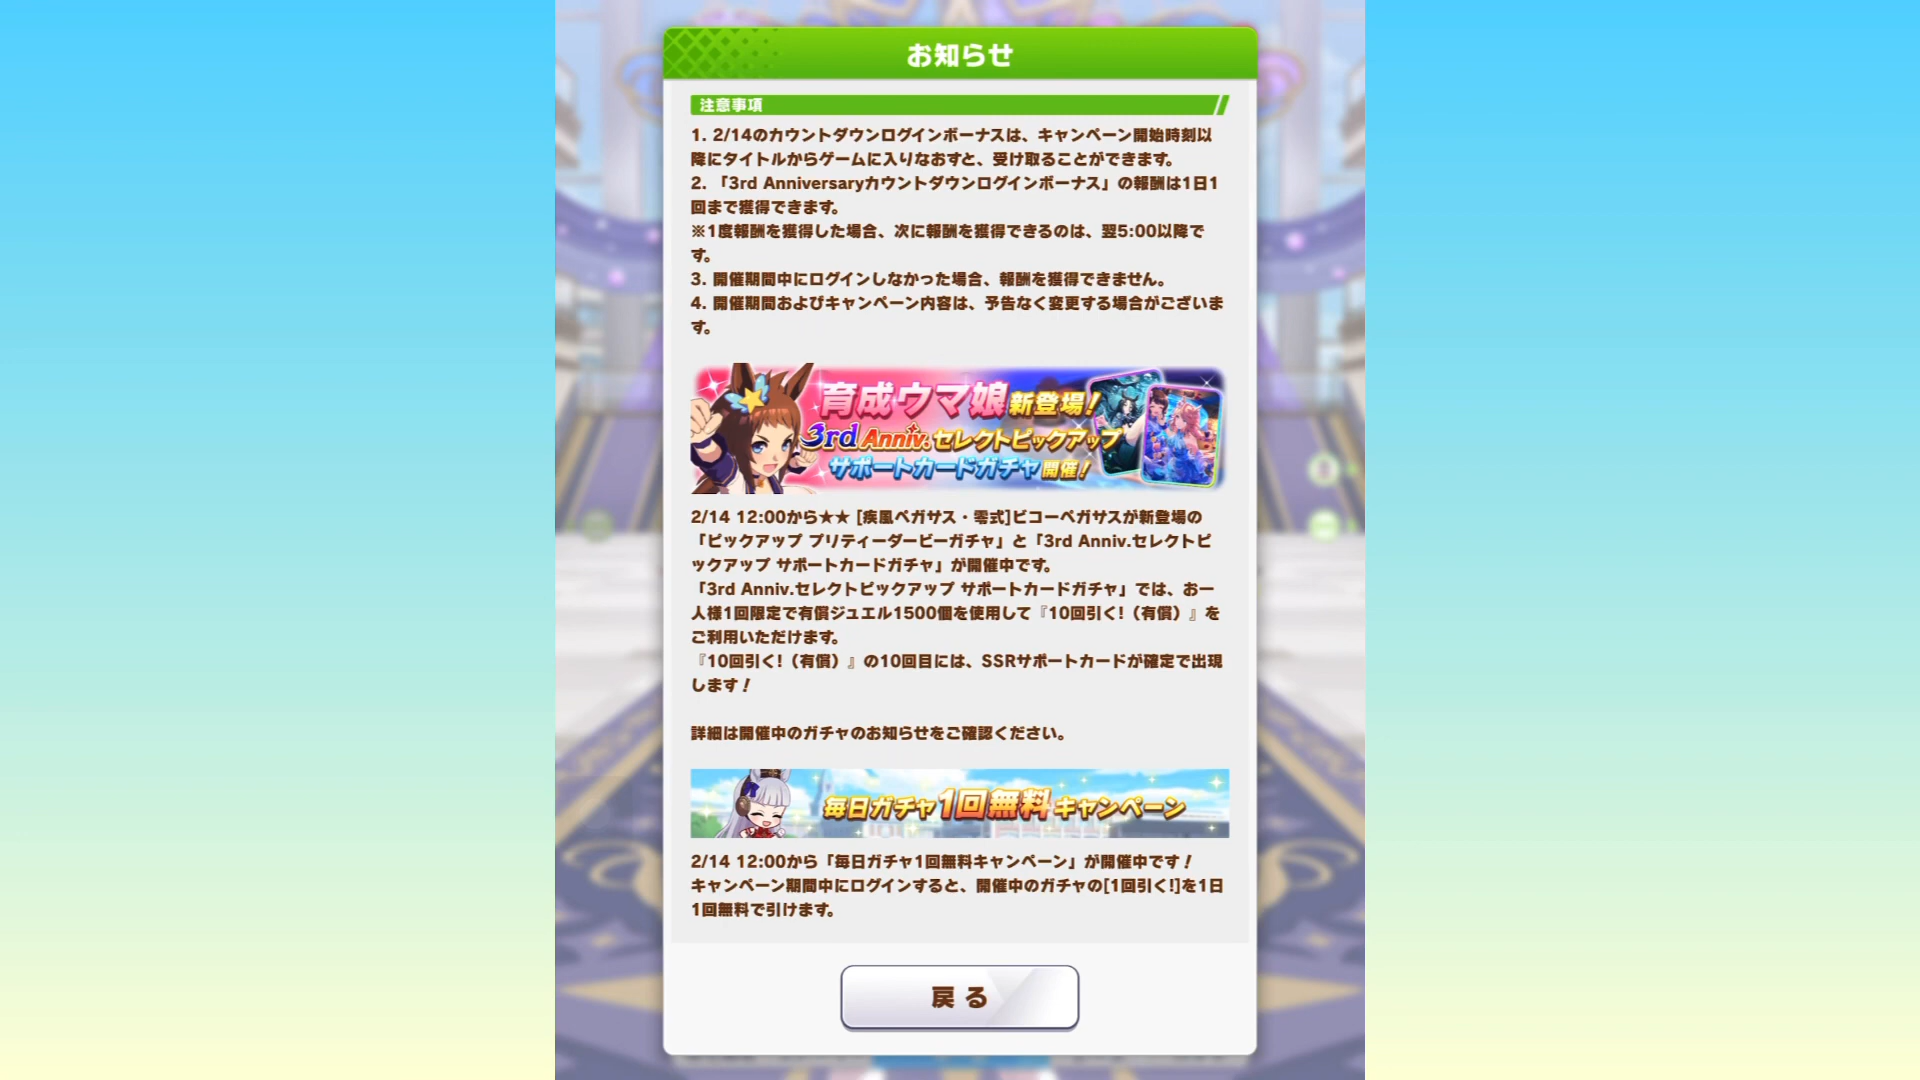 お知らせ
注意事項
1. 2/14のカウントダウンログインボーナスは、キャンペーン開始時刻以
降にタイトルからゲームに入りなおすと、受け取ることができます。
2. 「3rd Anniversaryカウントダウンログインボーナス」の報酬は1日1
回まで獲得できます。
※1度報酬を獲得した場合、次に報酬を獲得できるのは、翌5:00以降で
す。
3. 開催期間中にログインしなかった場合、報酬を獲得できません。
4. 開催期間およびキャンペーン内容は、予告なく変更する場合がございま
す。
育成ウマ娘新登場!
3rd Anniv.セレクトピックアップ
サポートカードガチャ開催!
2/14 12:00から★★ [疾風ペガサス・零式]ビコーペガサスが新登場の
「ピックアップ プリティーダービーガチャ」と「3rd Anniv.セレクトピ
ックアップ サポートカードガチャ」が開催中です。
「3rd Anniv.セレクトピックアップ サポートカードガチャ」では、お一
人様1回限定で有償ジュエル1500個を使用して『10回引く!（有償）』を
ご利用いただけます。
『10回引く!（有償）』の10回目には、SSRサポートカードが確定で出現
します！
詳細は開催中のガチャのお知らせをご確認ください。
毎日ガチャ1回無料キャンペーン
2/14 12:00から「毎日ガチャ1回無料キャンペーン」が開催中です！
キャンペーン期間中にログインすると、開催中のガチャの[1回引く!]を1日
1回無料で引けます。
戻る